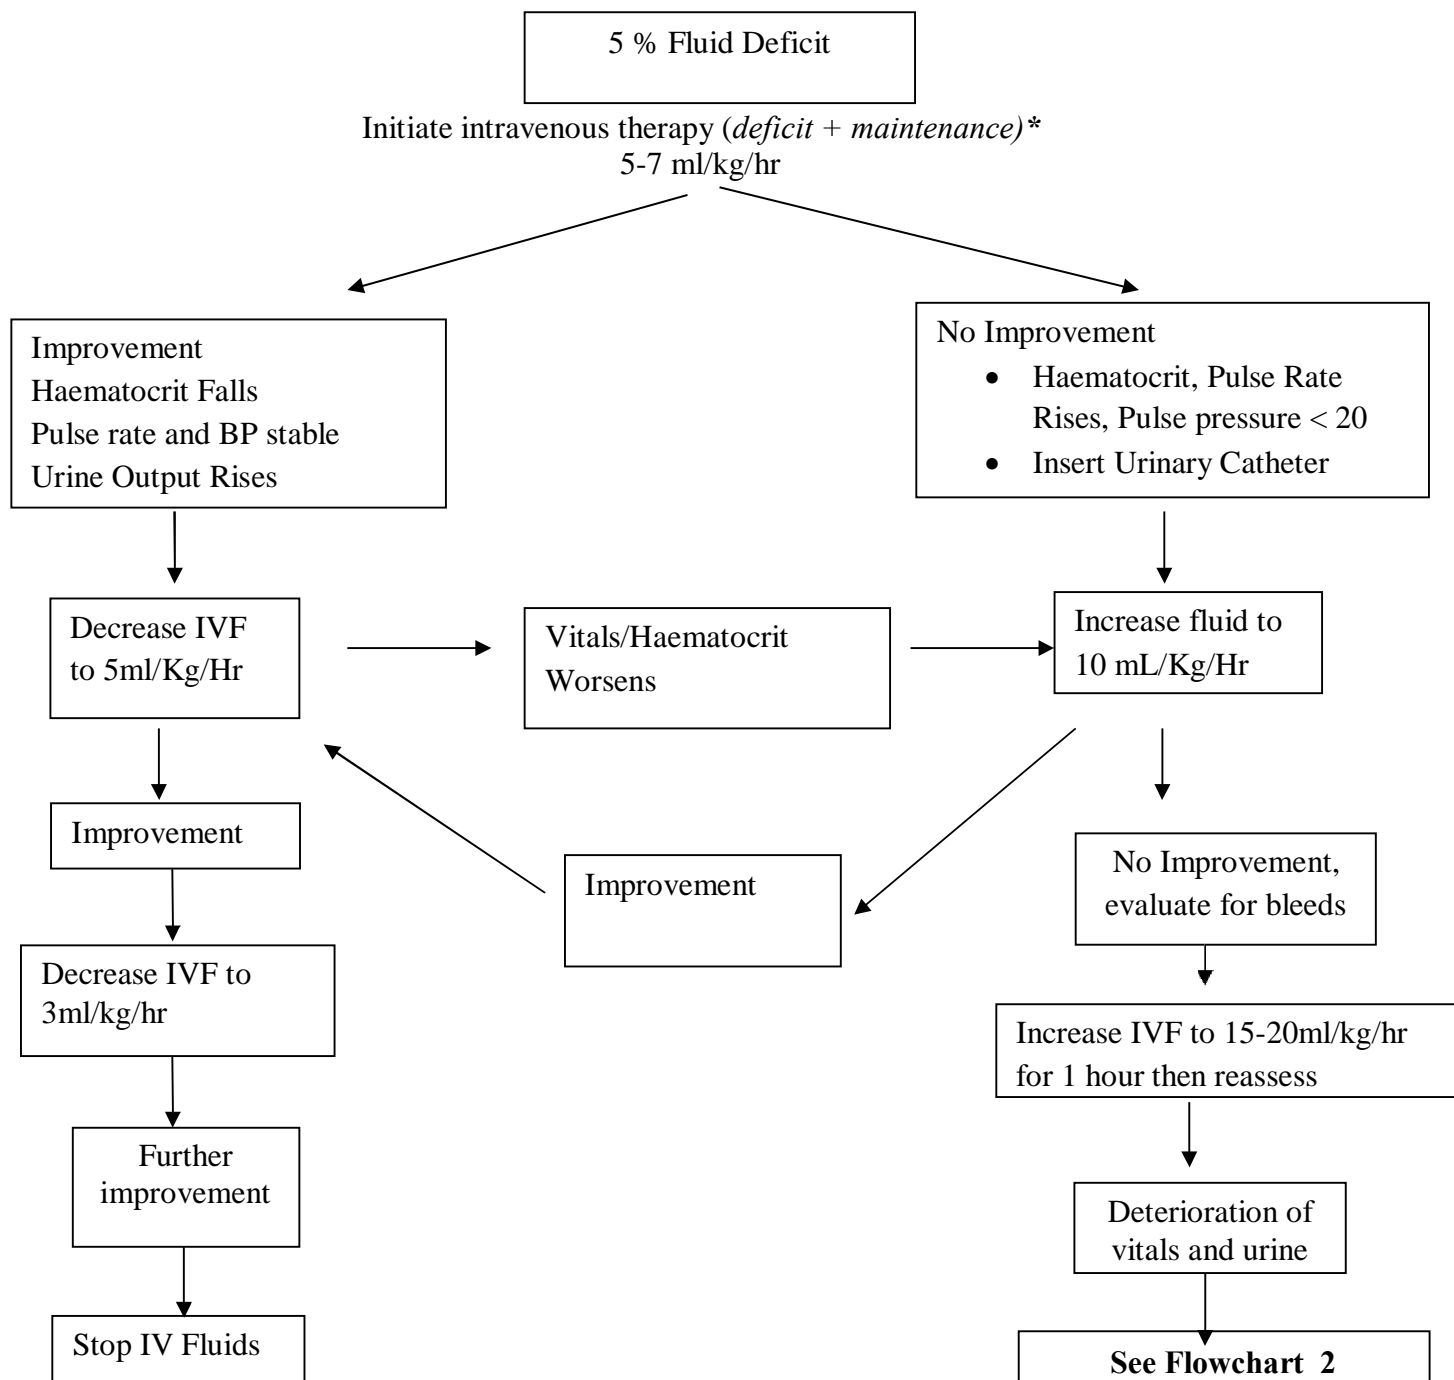 5 % Fluid Deficit
Initiate intravenous therapy (deficit + maintenance)*
5-7 ml/kg/hr
Improvement
Haematocrit Falls
Pulse rate and BP stable
Urine Output Rises
No Improvement
• Haematocrit, Pulse Rate
Rises, Pulse pressure < 20
• Insert Urinary Catheter
Decrease IVF
to 5ml/Kg/Hr
Vitals/Haematocrit
Worsens
Increase fluid to
10 mL/Kg/Hr
Improvement
Improvement
No Improvement,
evaluate for bleeds
Decrease IVF to
3ml/kg/hr
Increase IVF to 15-20ml/kg/hr
for 1 hour then reassess
Further
improvement
Deterioration of
vitals and urine
Stop IV Fluids
See Flowchart 2